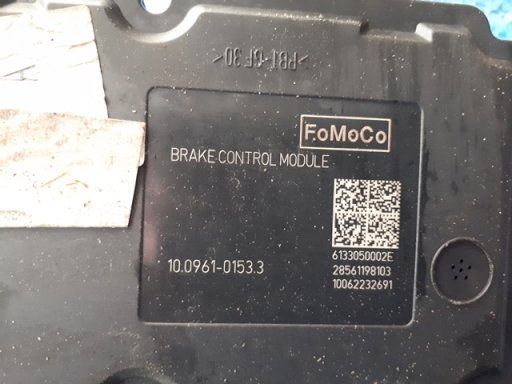 >PBT-GF30<
FoMoCo
BRAKE CONTROL MODULE
6133050002E
28561198103
10062232691
10.0961-0153.3